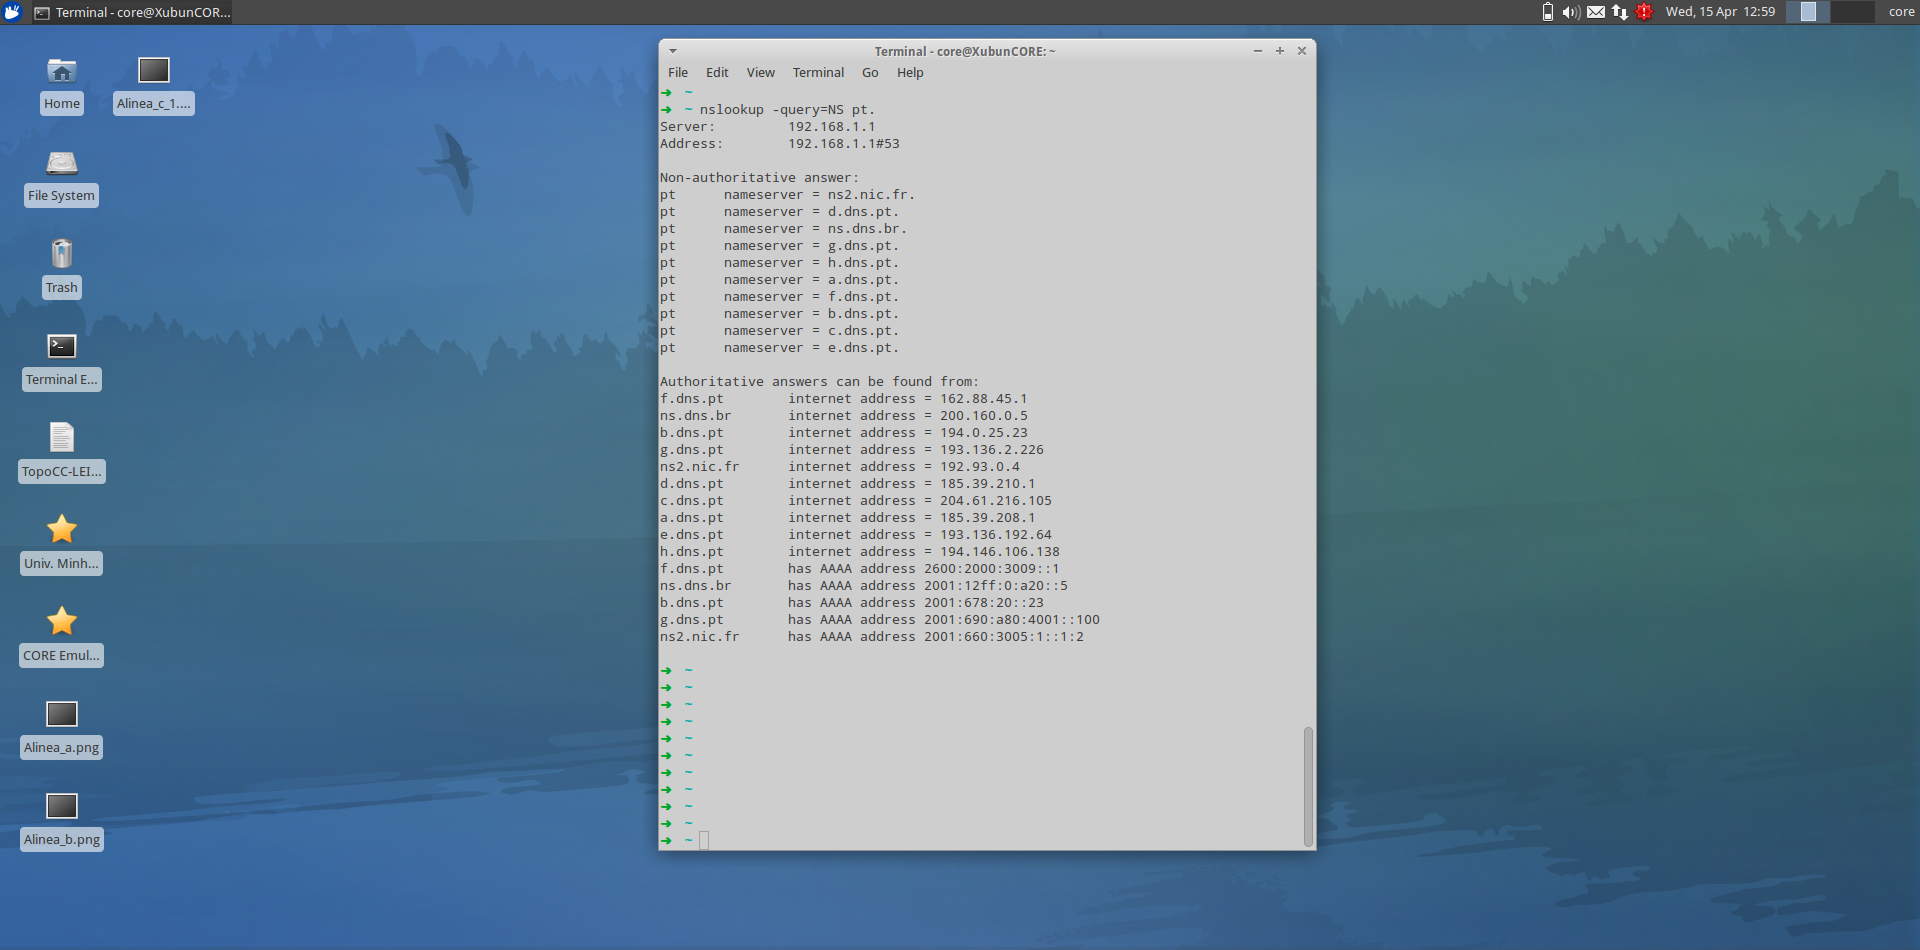 Terminal - core@XubunCOR...
Wed, 15 Apr 12:59
core
Home
Alinea_c_1....
File System
Trash
Terminal E...
TopoCC-LEI...
Univ. Minh...
CORE Emul...
Alinea_a.png
Alinea_b.png
Terminal - core@XubunCORE: ~
File Edit View Terminal Go Help
➜ ~
➜ ~ nslookup -query=NS pt.
Server: 192.168.1.1
Address: 192.168.1.1#53
Non-authoritative answer:
pt nameserver = ns2.nic.fr.
pt nameserver = d.dns.pt.
pt nameserver = ns.dns.br.
pt nameserver = g.dns.pt.
pt nameserver = h.dns.pt.
pt nameserver = a.dns.pt.
pt nameserver = f.dns.pt.
pt nameserver = b.dns.pt.
pt nameserver = c.dns.pt.
pt nameserver = e.dns.pt.
Authoritative answers can be found from:
f.dns.pt internet address = 162.88.45.1
ns.dns.br internet address = 200.160.0.5
b.dns.pt internet address = 194.0.25.23
g.dns.pt internet address = 193.136.2.226
ns2.nic.fr internet address = 192.93.0.4
d.dns.pt internet address = 185.39.210.1
c.dns.pt internet address = 204.61.216.105
a.dns.pt internet address = 185.39.208.1
e.dns.pt internet address = 193.136.192.64
h.dns.pt internet address = 194.146.106.138
f.dns.pt has AAAA address 2600:2000:3009::1
ns.dns.br has AAAA address 2001:12ff:0:a20::5
b.dns.pt has AAAA address 2001:678:20::23
g.dns.pt has AAAA address 2001:690:a80:4001::100
ns2.nic.fr has AAAA address 2001:660:3005:1::1:2
➜ ~
➜ ~
➜ ~
➜ ~
➜ ~
➜ ~
➜ ~
➜ ~
➜ ~
➜ ~
➜ ~